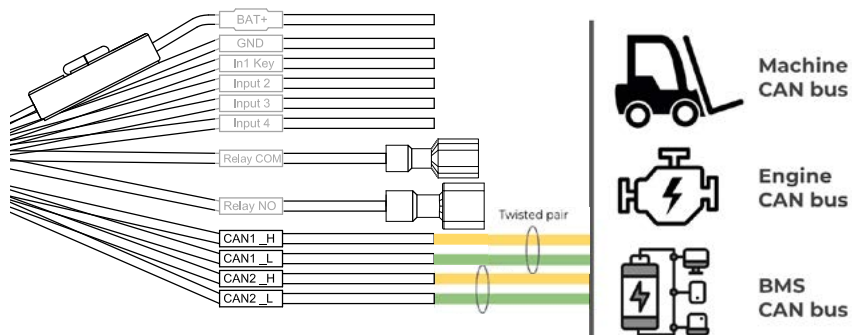 BAT+
GND
In1 Key
Input 2
Input 3
Input 4
Relay COM
Relay NO
Twisted pair
CAN1 _H
CAN1 _L
CAN2 _H
CAN2 _L
Machine
CAN bus
Engine
CAN bus
BMS
CAN bus